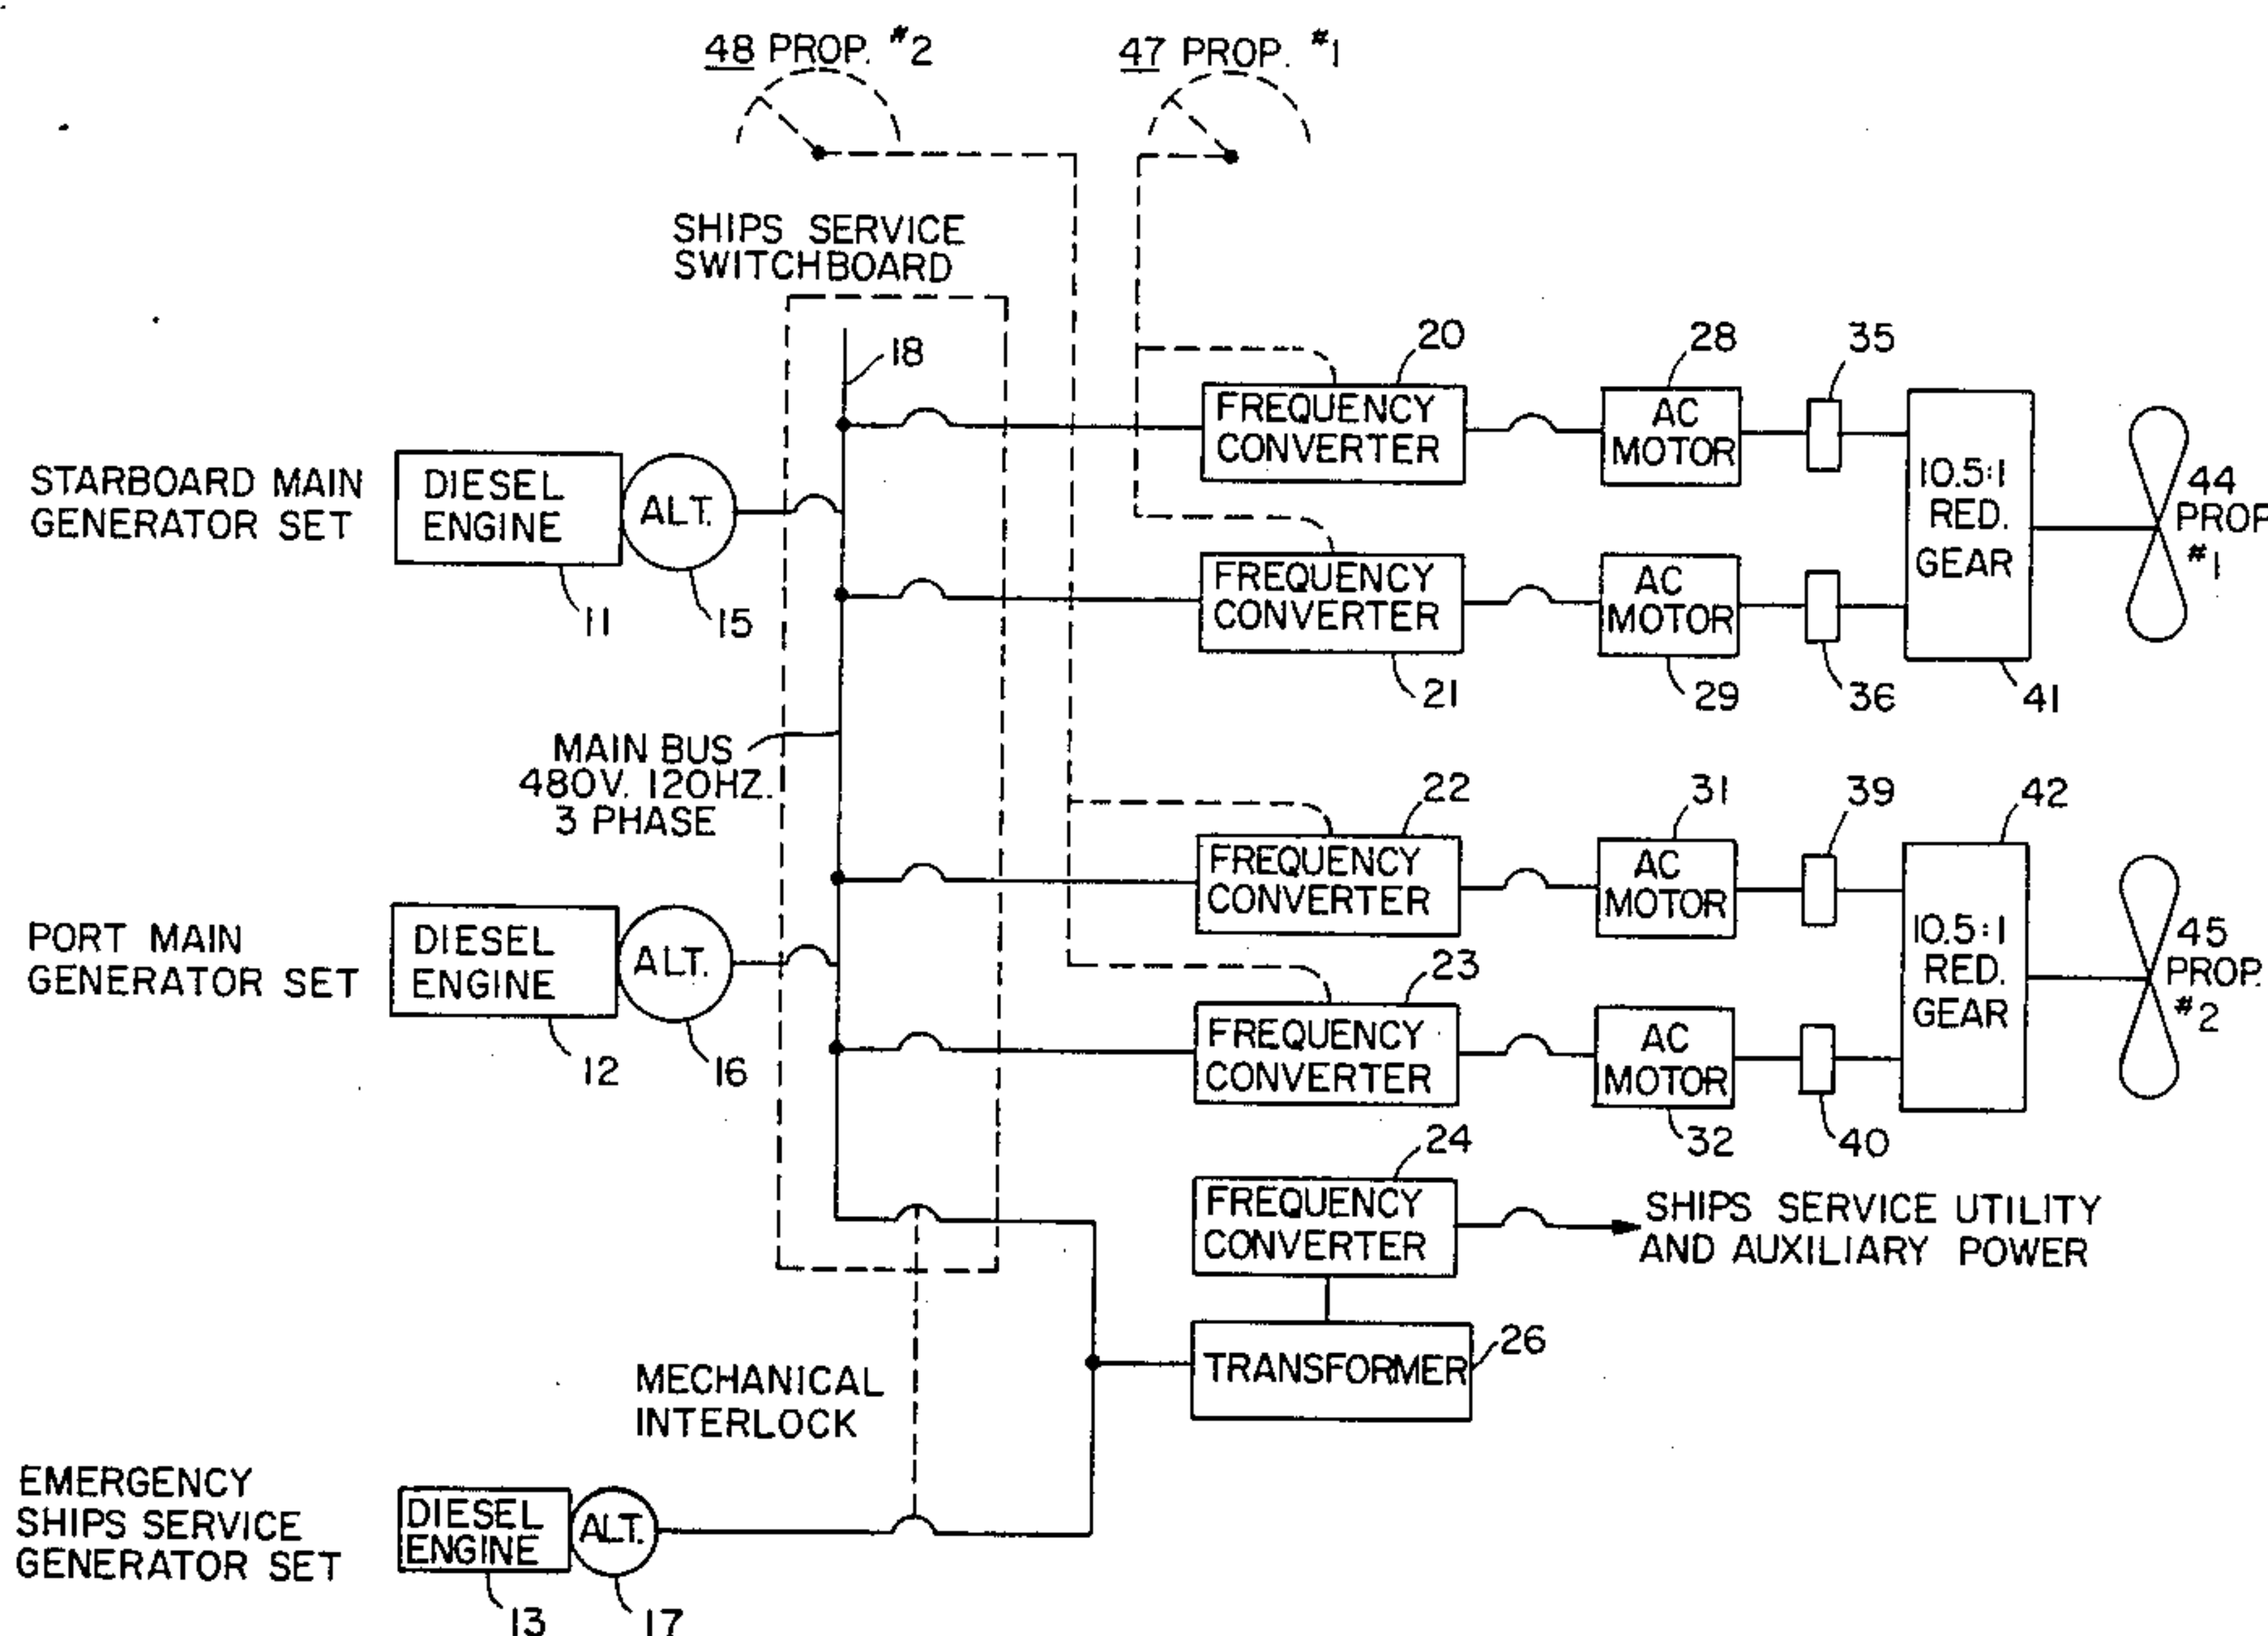 48 PROP. #2
47 PROP. #1
SHIPS SERVICE
SWITCHBOARD
18
20
28
35
FREQUENCY
CONVERTER
AC
MOTOR
STARBOARD MAIN
GENERATOR SET
DIESEL
ENGINE
ALT.
11
15
10.5:1
RED.
GEAR
44
PROP
#1
FREQUENCY
CONVERTER
AC
MOTOR
21
29
36
41
MAIN BUS
480V. 120HZ.
3 PHASE
22
31
39
42
FREQUENCY
CONVERTER
AC
MOTOR
PORT MAIN
GENERATOR SET
DIESEL
ENGINE
ALT.
12
16
10.5:1
RED.
GEAR
45
PROP.
#2
23
FREQUENCY
CONVERTER
AC
MOTOR
32
40
24
FREQUENCY
CONVERTER
SHIPS SERVICE UTILITY
AND AUXILIARY POWER
TRANSFORMER
26
MECHANICAL
INTERLOCK
EMERGENCY
SHIPS SERVICE
GENERATOR SET
DIESEL
ENGINE
ALT.
13
17